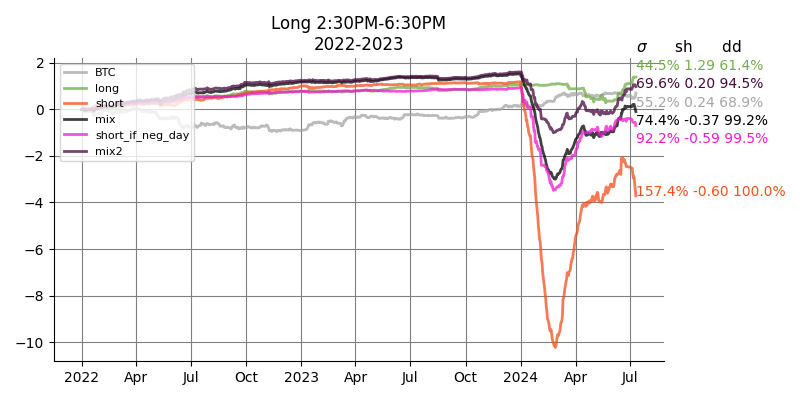 Long 2:30PM-6:30PM
2022-2023
σ sh dd
44.5% 1.29 61.4%
69.6% 0.20 94.5%
55.2% 0.24 68.9%
74.4% -0.37 99.2%
92.2% -0.59 99.5%
157.4% -0.60 100.0%
BTC
long
short
mix
short_if_neg_day
mix2
2
0
−2
−4
−6
−8
−10
2022 Apr Jul Oct 2023 Apr Jul Oct 2024 Apr Jul